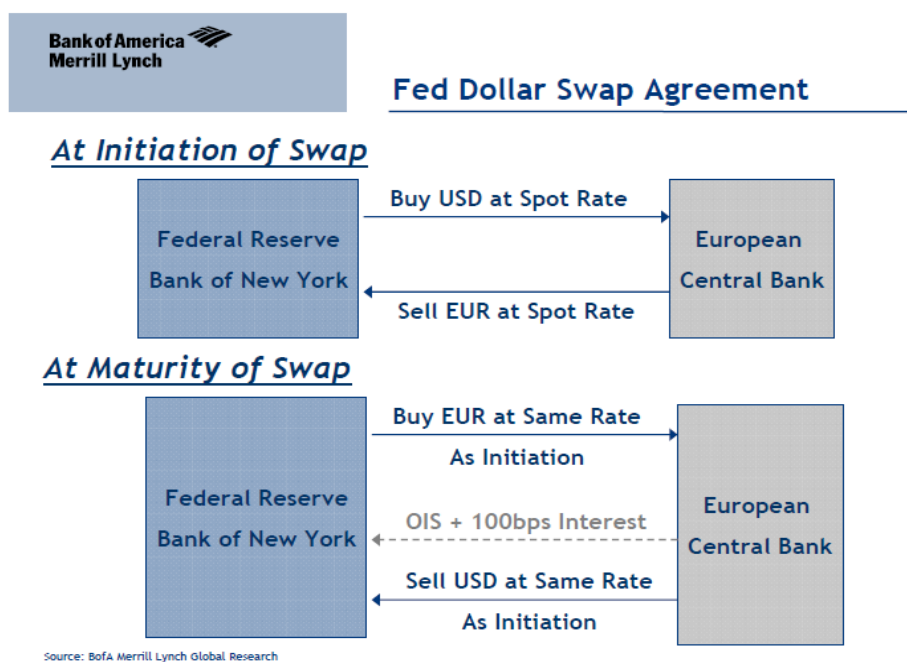 Bank of America
Merrill Lynch
Fed Dollar Swap Agreement
At Initiation of Swap
Buy USD at Spot Rate
Federal Reserve
Bank of New York
European
Central Bank
Sell EUR at Spot Rate
At Maturity of Swap
Buy EUR at Same Rate
As Initiation
Federal Reserve
Bank of New York
OIS + 100bps Interest
European
Central Bank
Sell USD at Same Rate
As Initiation
Source: BofA Merrill Lynch Global Research